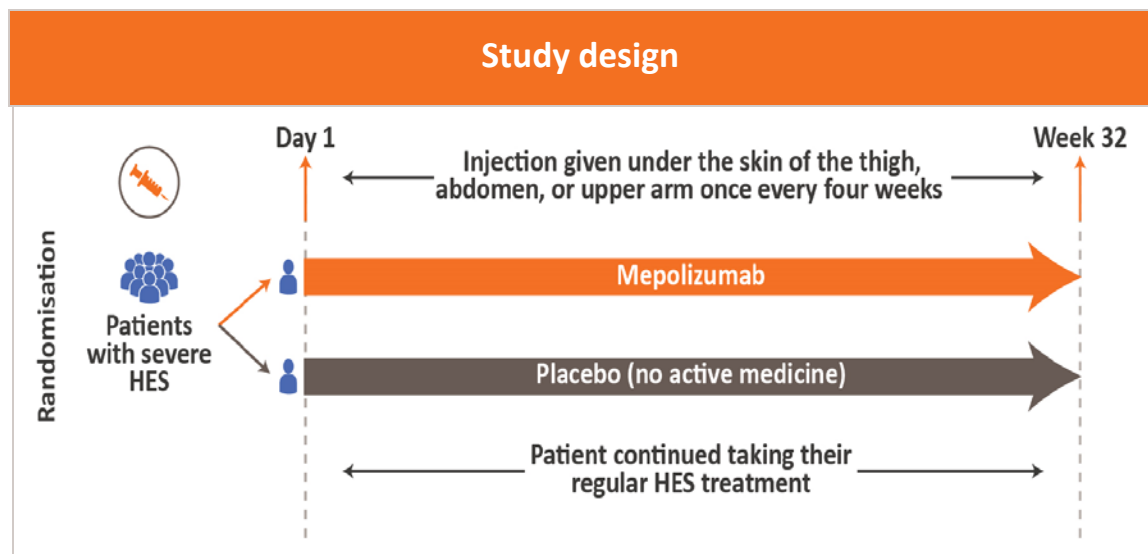 Study design
Day 1
Week 32
Injection given under the skin of the thigh,
abdomen, or upper arm once every four weeks
Randomisation
Patients
with severe
HES
Mepolizumab
Placebo (no active medicine)
Patient continued taking their
regular HES treatment